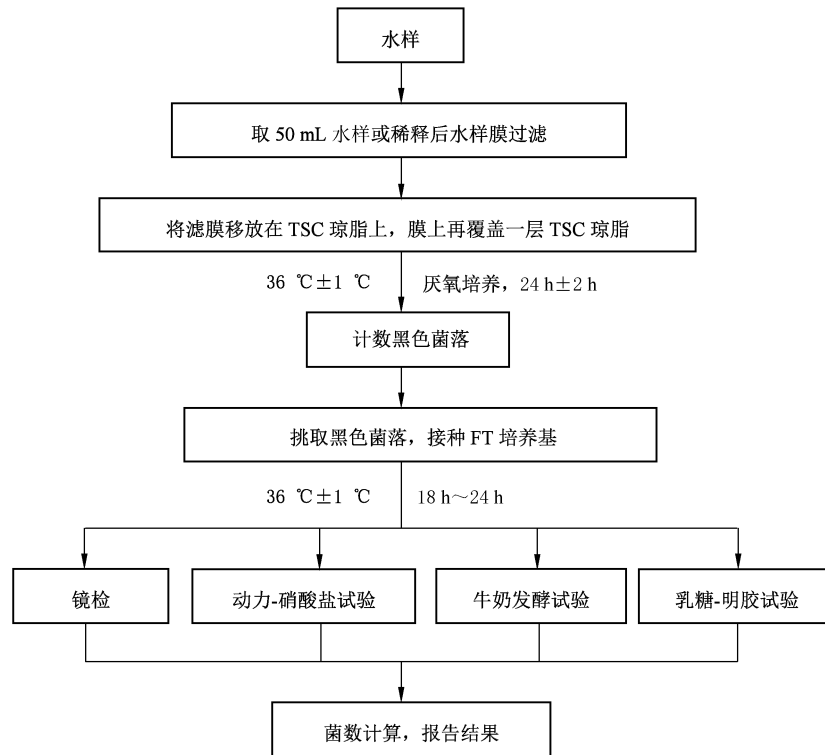 水样
取 50 mL 水样或稀释后水样膜过滤
将滤膜移放在 TSC 琼脂上，膜上再覆盖一层 TSC 琼脂
36 ℃±1 ℃ 厌氧培养，24 h±2 h
计数黑色菌落
挑取黑色菌落，接种 FT 培养基
36 ℃±1 ℃ 18 h～24 h
镜检 动力-硝酸盐试验 牛奶发酵试验 乳糖-明胶试验
菌数计算，报告结果